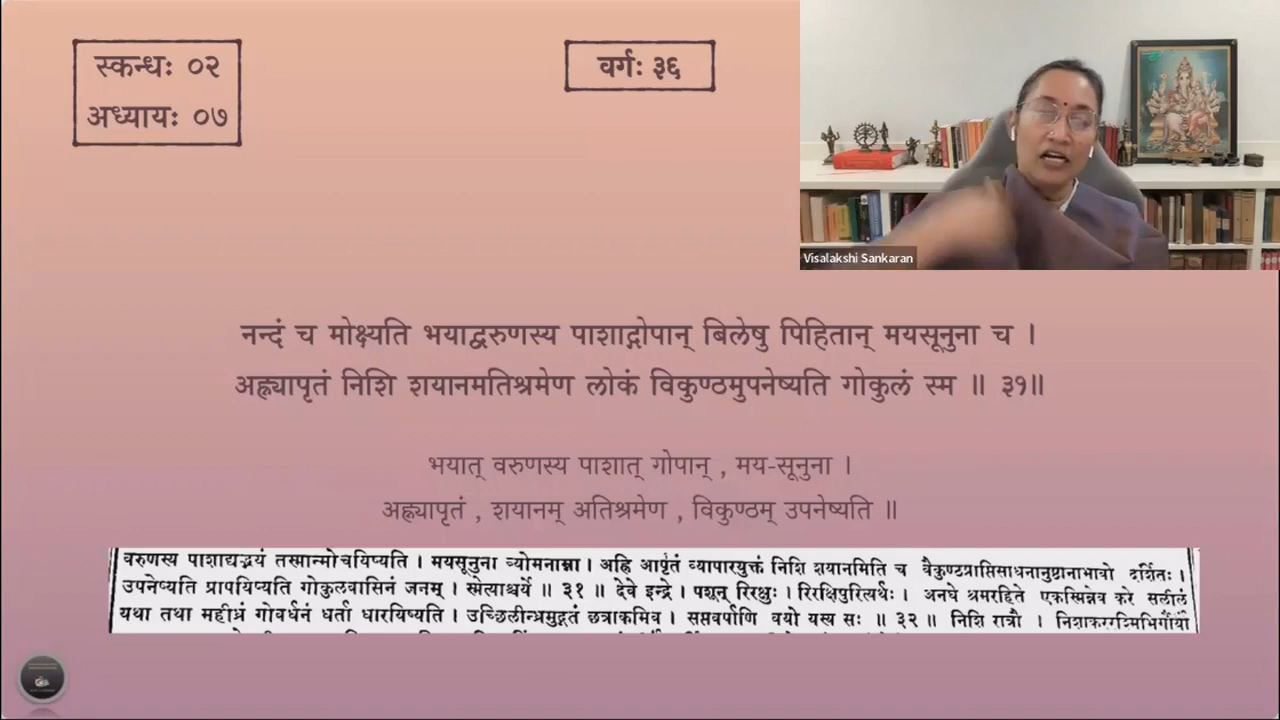 स्कन्धः ०२
अध्यायः ०७
वर्गः ३६
Visalakshi Sankaran
नन्दं च मोक्ष्यति भयाद्वरुणस्य पाशाद्गोपान् बिलेषु पिहितान् मयसूनुना च ।
अह्न्यापृतं निशि शयानमतिश्रमेण लोकं विकुण्ठमुपनेष्यति गोकुलं स्म ॥ ३१॥
भयात् वरुणस्य पाशात् गोपान् , मय-सूनुना ।
अह्न्यापृतं , शयानम् अतिश्रमेण , विकुण्ठम् उपनेष्यति ॥
वरुणस्य पाशाद्यद्भयं तस्मान्मोचयिष्यति । मयसूनुना व्योमनाम्ना । अह्नि आपृतं व्यापारयुक्तं निशि शयानमिति च वैकुण्ठप्राप्तिसाधनानुष्ठानाभावो दर्शितः ।
उपनेष्यति प्रापयिष्यति गोकुलवासिनं जनम् । स्मेत्याश्चर्ये ॥ ३१ ॥ देवे इन्द्रे । पशून् रिरक्षुः । रिरक्षिषुरित्यर्थः । अनघे श्रमरहिते एकस्मिन्नेव करे सलीलं
यथा तथा महीध्रं गोवर्धनं धर्ता धारयिष्यति । उच्छिलीन्ध्रमुद्गतं छत्राकमिव । सप्तवर्षाणि वयो यस्य सः ॥ ३२ ॥ निशि रात्रौ ।